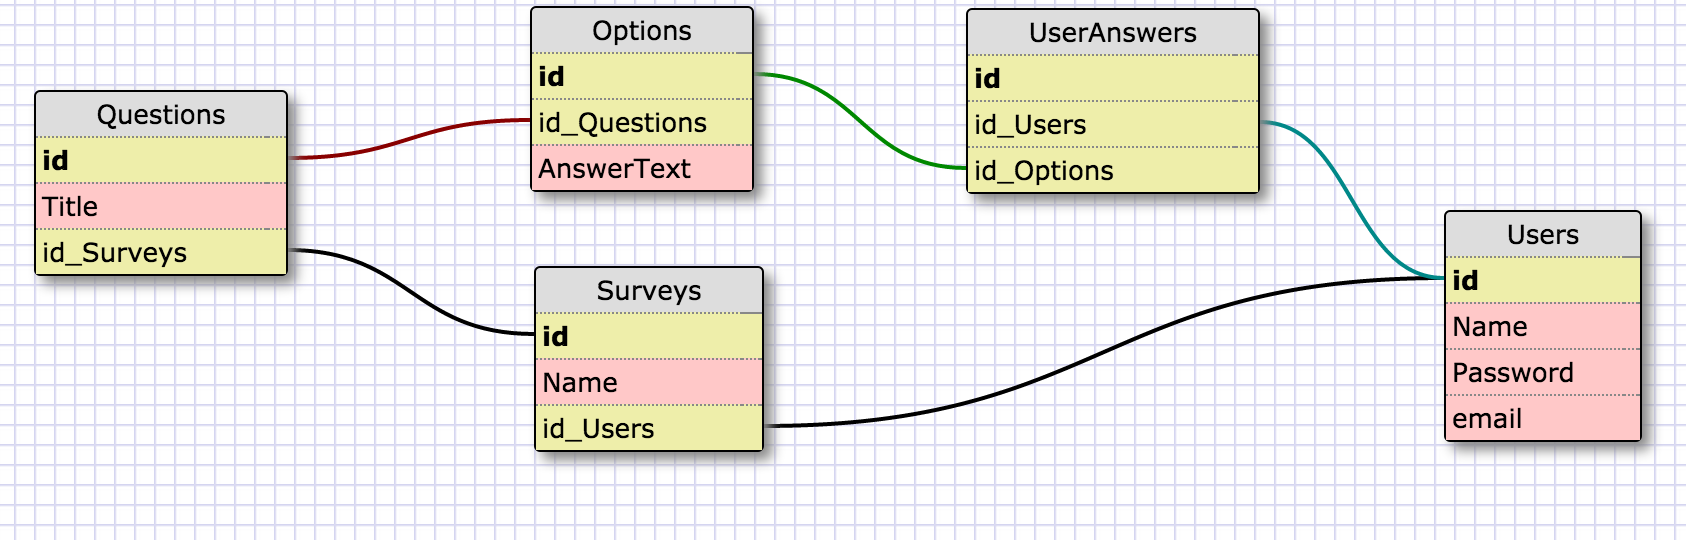 Questions
id
Title
id_Surveys
Options
id
id_Questions
AnswerText
Surveys
id
Name
id_Users
UserAnswers
id
id_Users
id_Options
Users
id
Name
Password
email